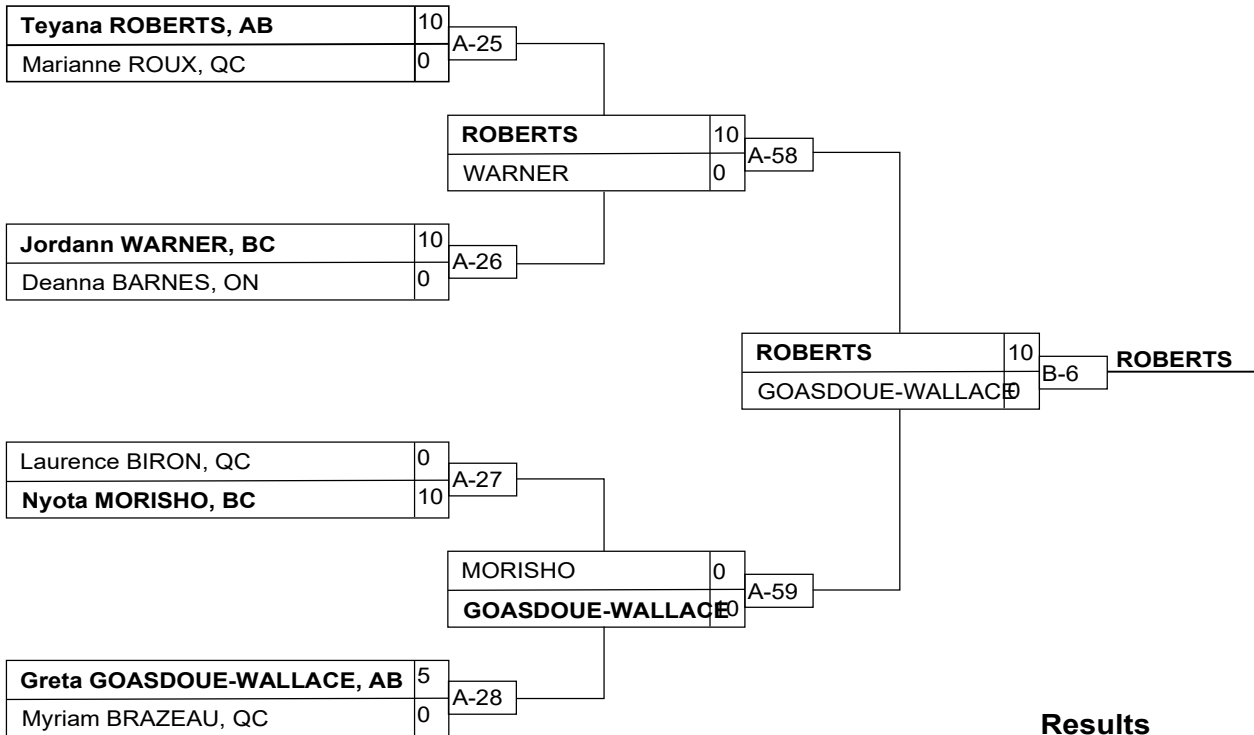 Teyana ROBERTS, AB 10
A-25
Marianne ROUX, QC 0
ROBERTS 10
A-58
WARNER 0
Jordann WARNER, BC 10
A-26
Deanna BARNES, ON 0
ROBERTS 10
B-6
ROBERTS
GOASDOUE-WALLACE 0
Laurence BIRON, QC 0
A-27
Nyota MORISHO, BC 10
MORISHO 0
A-59
GOASDOUE-WALLACE 10
Greta GOASDOUE-WALLACE, AB 5
A-28
Myriam BRAZEAU, QC 0
Results